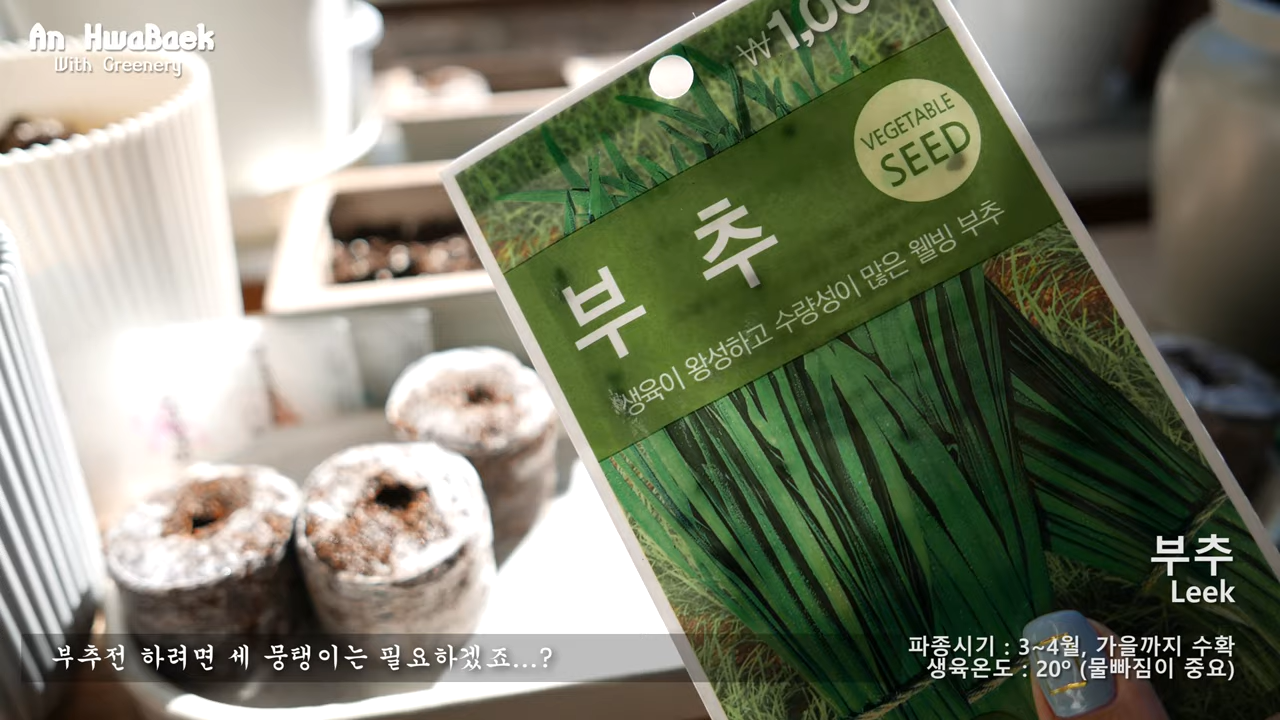 An HwaBaek
With Greenery
₩1,00
VEGETABLE
SEED
부 추
생육이 왕성하고 수량성이 많은 웰빙 부추
부추
Leek
부추전 하려면 세 뭉탱이는 필요하겠죠...?
파종시기 : 3~4월, 가을까지 수확
생육온도 : 20º (물빠짐이 중요)